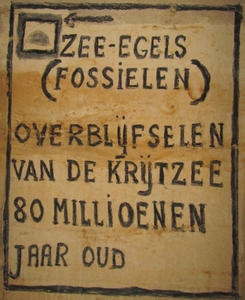 ZEE-EGELS
(FOSSIELEN)
OVERBLIJFSELEN
VAN DE KRIJTZEE
80 MILLIOENEN
JAAR OUD